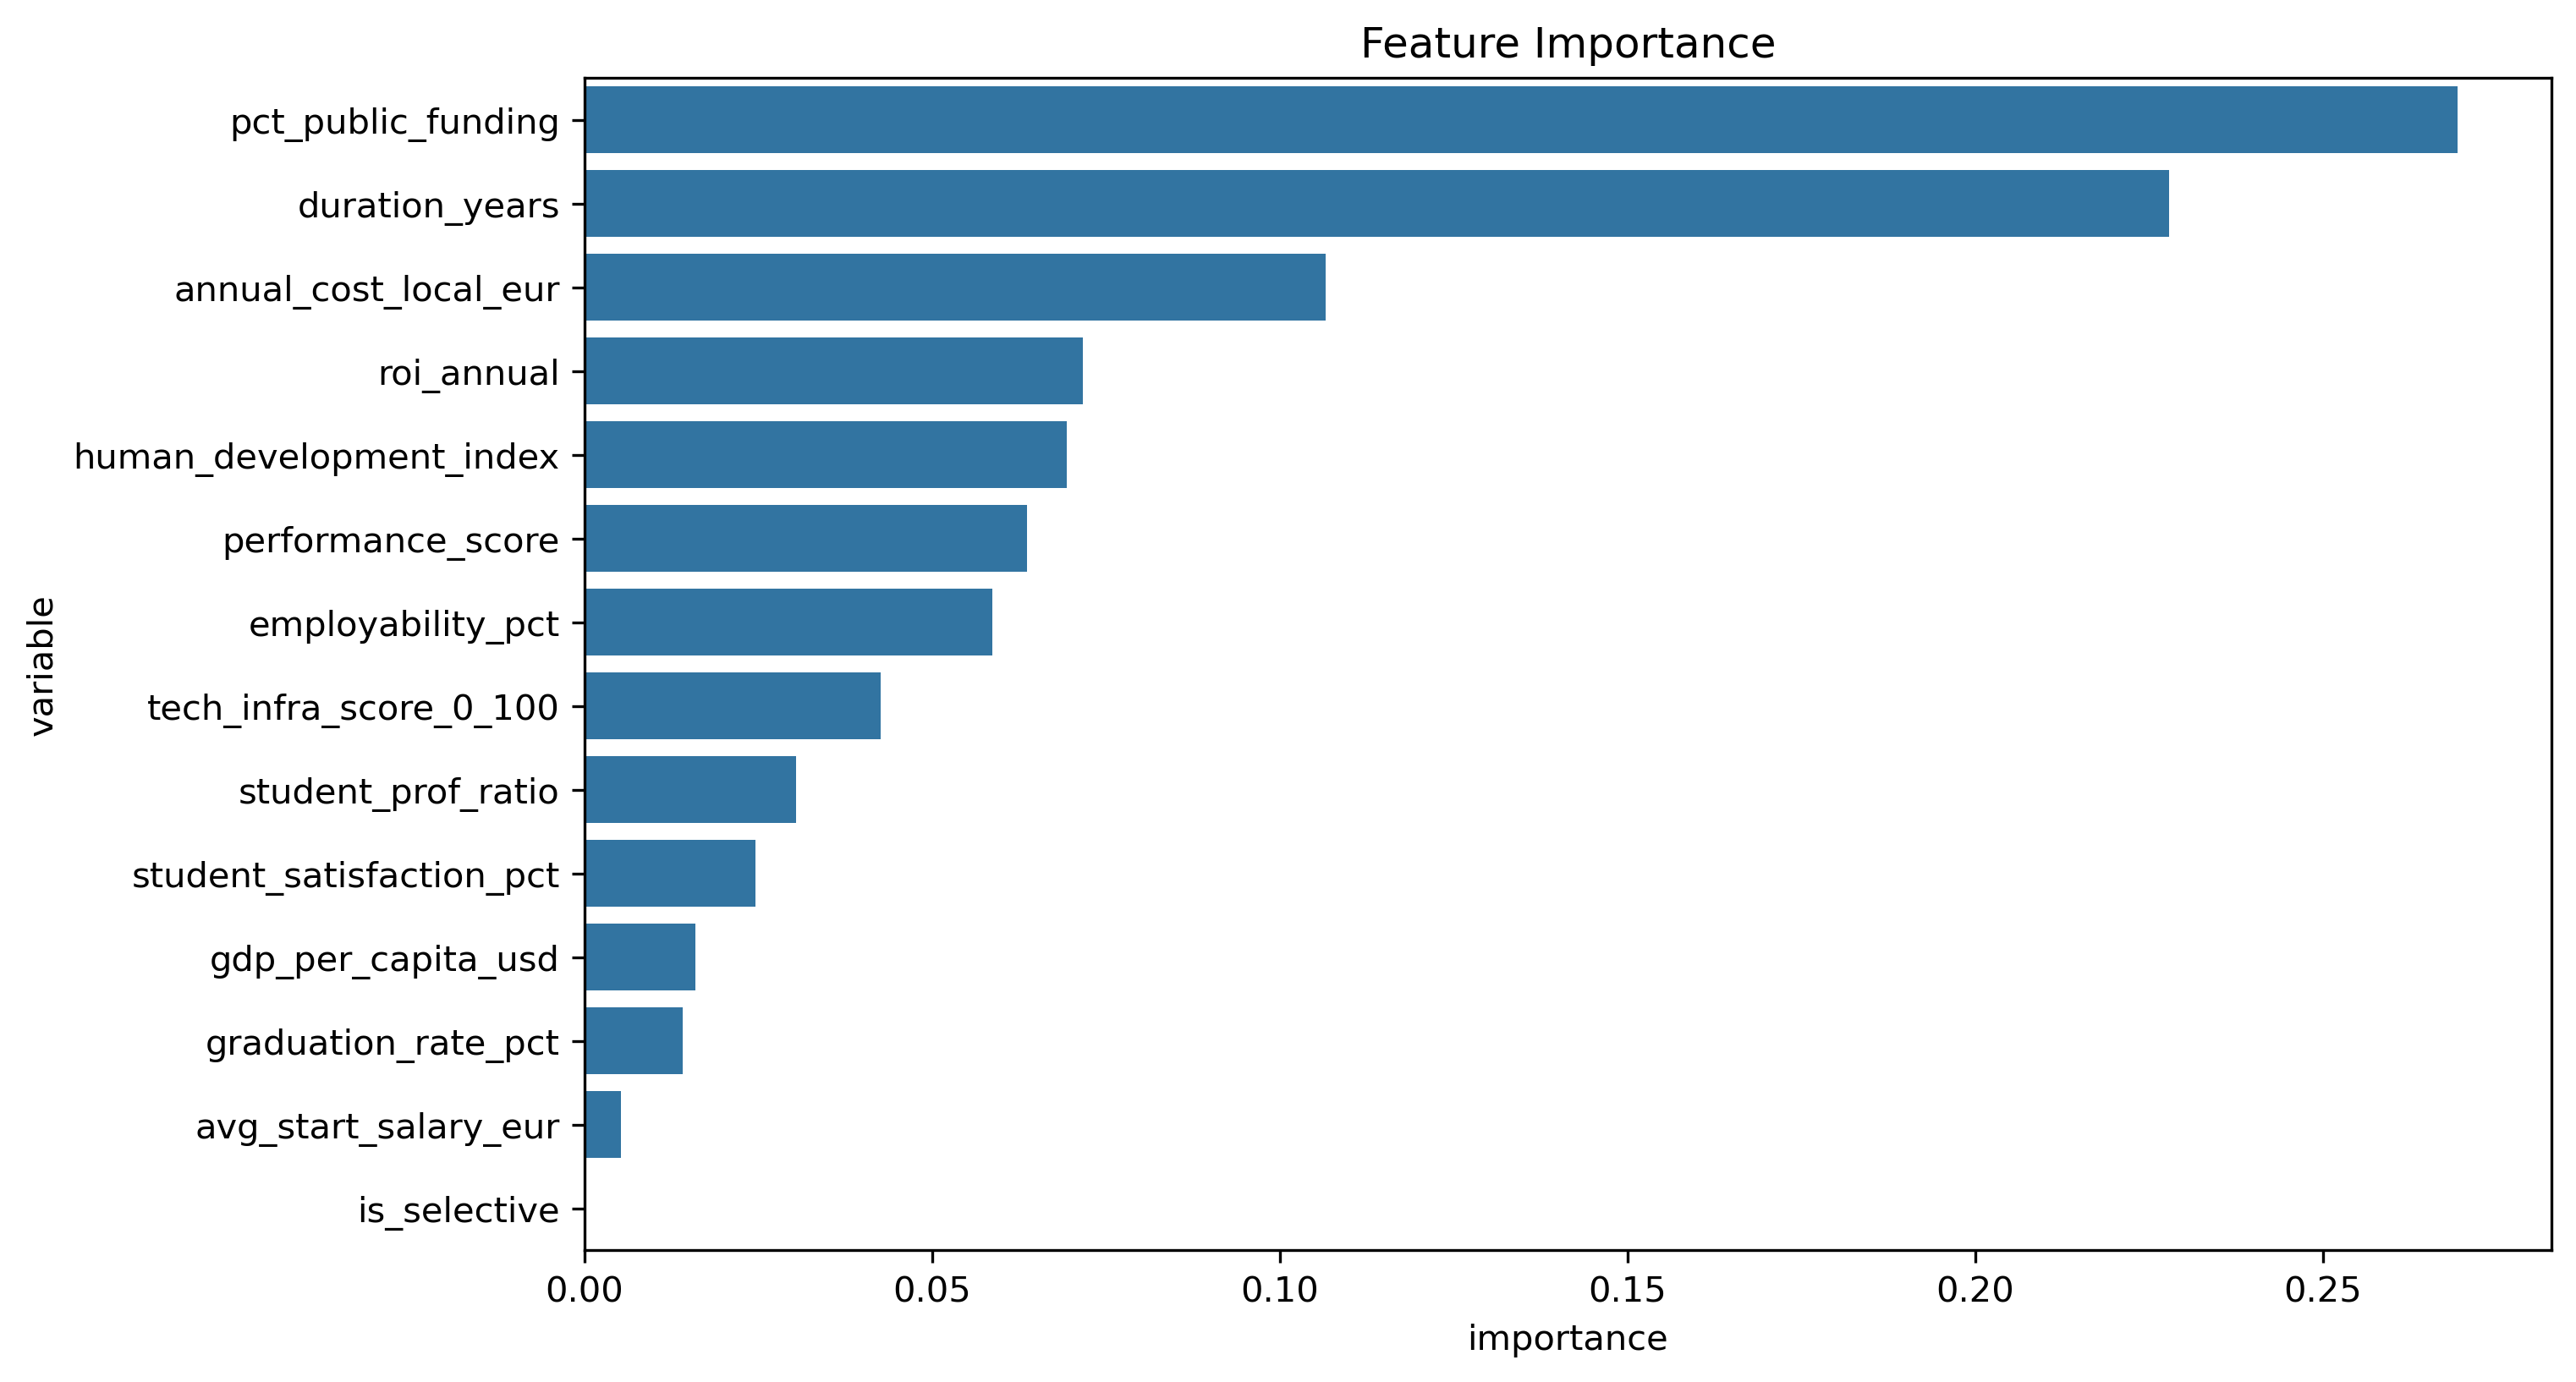 Feature Importance
variable
pct_public_funding
duration_years
annual_cost_local_eur
roi_annual
human_development_index
performance_score
employability_pct
tech_infra_score_0_100
student_prof_ratio
student_satisfaction_pct
gdp_per_capita_usd
graduation_rate_pct
avg_start_salary_eur
is_selective
0.00 0.05 0.10 0.15 0.20 0.25
importance